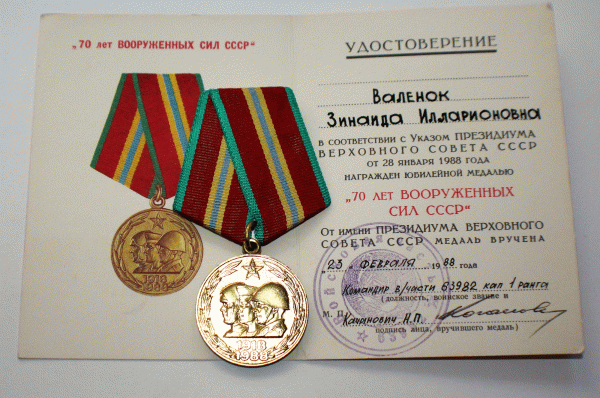 „70 лет ВООРУЖЕННЫХ СИЛ СССР“
1918
1988
1918
1988
УДОСТОВЕРЕНИЕ
Валенок
Зинаида Илларионовна
В СООТВЕТСТВИИ С УКАЗОМ ПРЕЗИДИУМА
ВЕРХОВНОГО СОВЕТА СССР
ОТ 28 ЯНВАРЯ 1988 ГОДА
НАГРАЖДЕН ЮБИЛЕЙНОЙ МЕДАЛЬЮ
"70 ЛЕТ ВООРУЖЕННЫХ
СИЛ СССР“
ОТ ИМЕНИ ПРЕЗИДИУМА ВЕРХОВНОГО
СОВЕТА СССР МЕДАЛЬ ВРУЧЕНА
„23 „ ФЕВРАЛЯ 1988 г.
Командир в/части 63982 кап 1 ранга
(должность, воинское звание и
М. П. Качанович Н.П.
подпись лица, вручившего медаль)